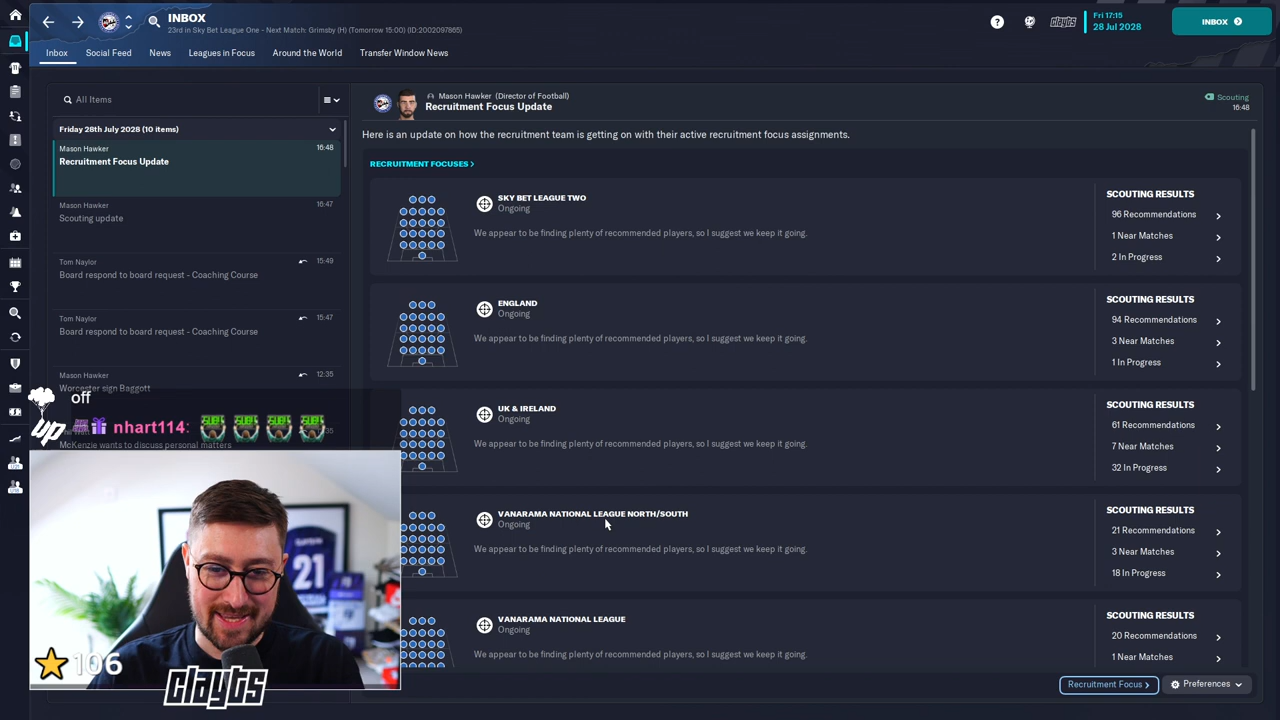 INBOX
23rd in Sky Bet League One - Next Match: Grimsby (H) (Tomorrow 15:00) (ID:2002097865)
clayts
Fri 17:15
28 Jul 2028
INBOX
Inbox
Social Feed
News
Leagues in Focus
Around the World
Transfer Window News
All Items
Friday 28th July 2028 (10 items)
Mason Hawker
16:48
Recruitment Focus Update
Mason Hawker
16:47
Scouting update
Tom Naylor
15:49
Board respond to board request - Coaching Course
Tom Naylor
15:47
Board respond to board request - Coaching Course
Mason Hawker
12:35
Worcester sign Baggott
McKenzie wants to discuss personal matters
off
UP
nhart114:
21
106
clayts
Mason Hawker (Director of Football)
Recruitment Focus Update
Scouting
16:48
Here is an update on how the recruitment team is getting on with their active recruitment focus assignments.
RECRUITMENT FOCUSES >
SKY BET LEAGUE TWO
Ongoing
We appear to be finding plenty of recommended players, so I suggest we keep it going.
SCOUTING RESULTS
96 Recommendations
1 Near Matches
2 In Progress
ENGLAND
Ongoing
We appear to be finding plenty of recommended players, so I suggest we keep it going.
SCOUTING RESULTS
94 Recommendations
3 Near Matches
1 In Progress
UK & IRELAND
Ongoing
We appear to be finding plenty of recommended players, so I suggest we keep it going.
SCOUTING RESULTS
61 Recommendations
7 Near Matches
32 In Progress
VANARAMA NATIONAL LEAGUE NORTH/SOUTH
Ongoing
We appear to be finding plenty of recommended players, so I suggest we keep it going.
SCOUTING RESULTS
21 Recommendations
3 Near Matches
18 In Progress
VANARAMA NATIONAL LEAGUE
Ongoing
We appear to be finding plenty of recommended players, so I suggest we keep it going.
SCOUTING RESULTS
20 Recommendations
1 Near Matches
Recruitment Focus >
Preferences